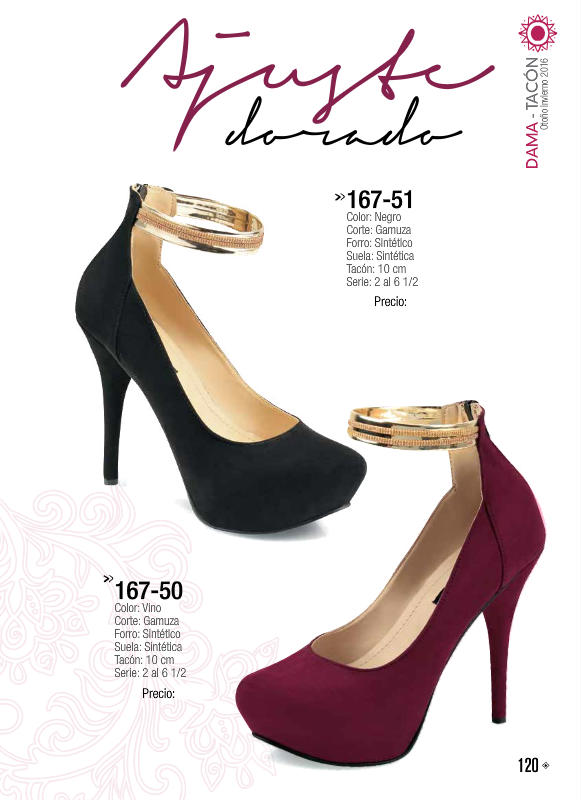 Ajuste
dorado
DAMA - TACÓN
Otoño Invierno 2016
167-51
Color: Negro
Corte: Gamuza
Forro: Sintético
Suela: Sintética
Tacón: 10 cm
Serie: 2 al 6 1/2
Precio:
167-50
Color: Vino
Corte: Gamuza
Forro: Sintético
Suela: Sintética
Tacón: 10 cm
Serie: 2 al 6 1/2
Precio:
120